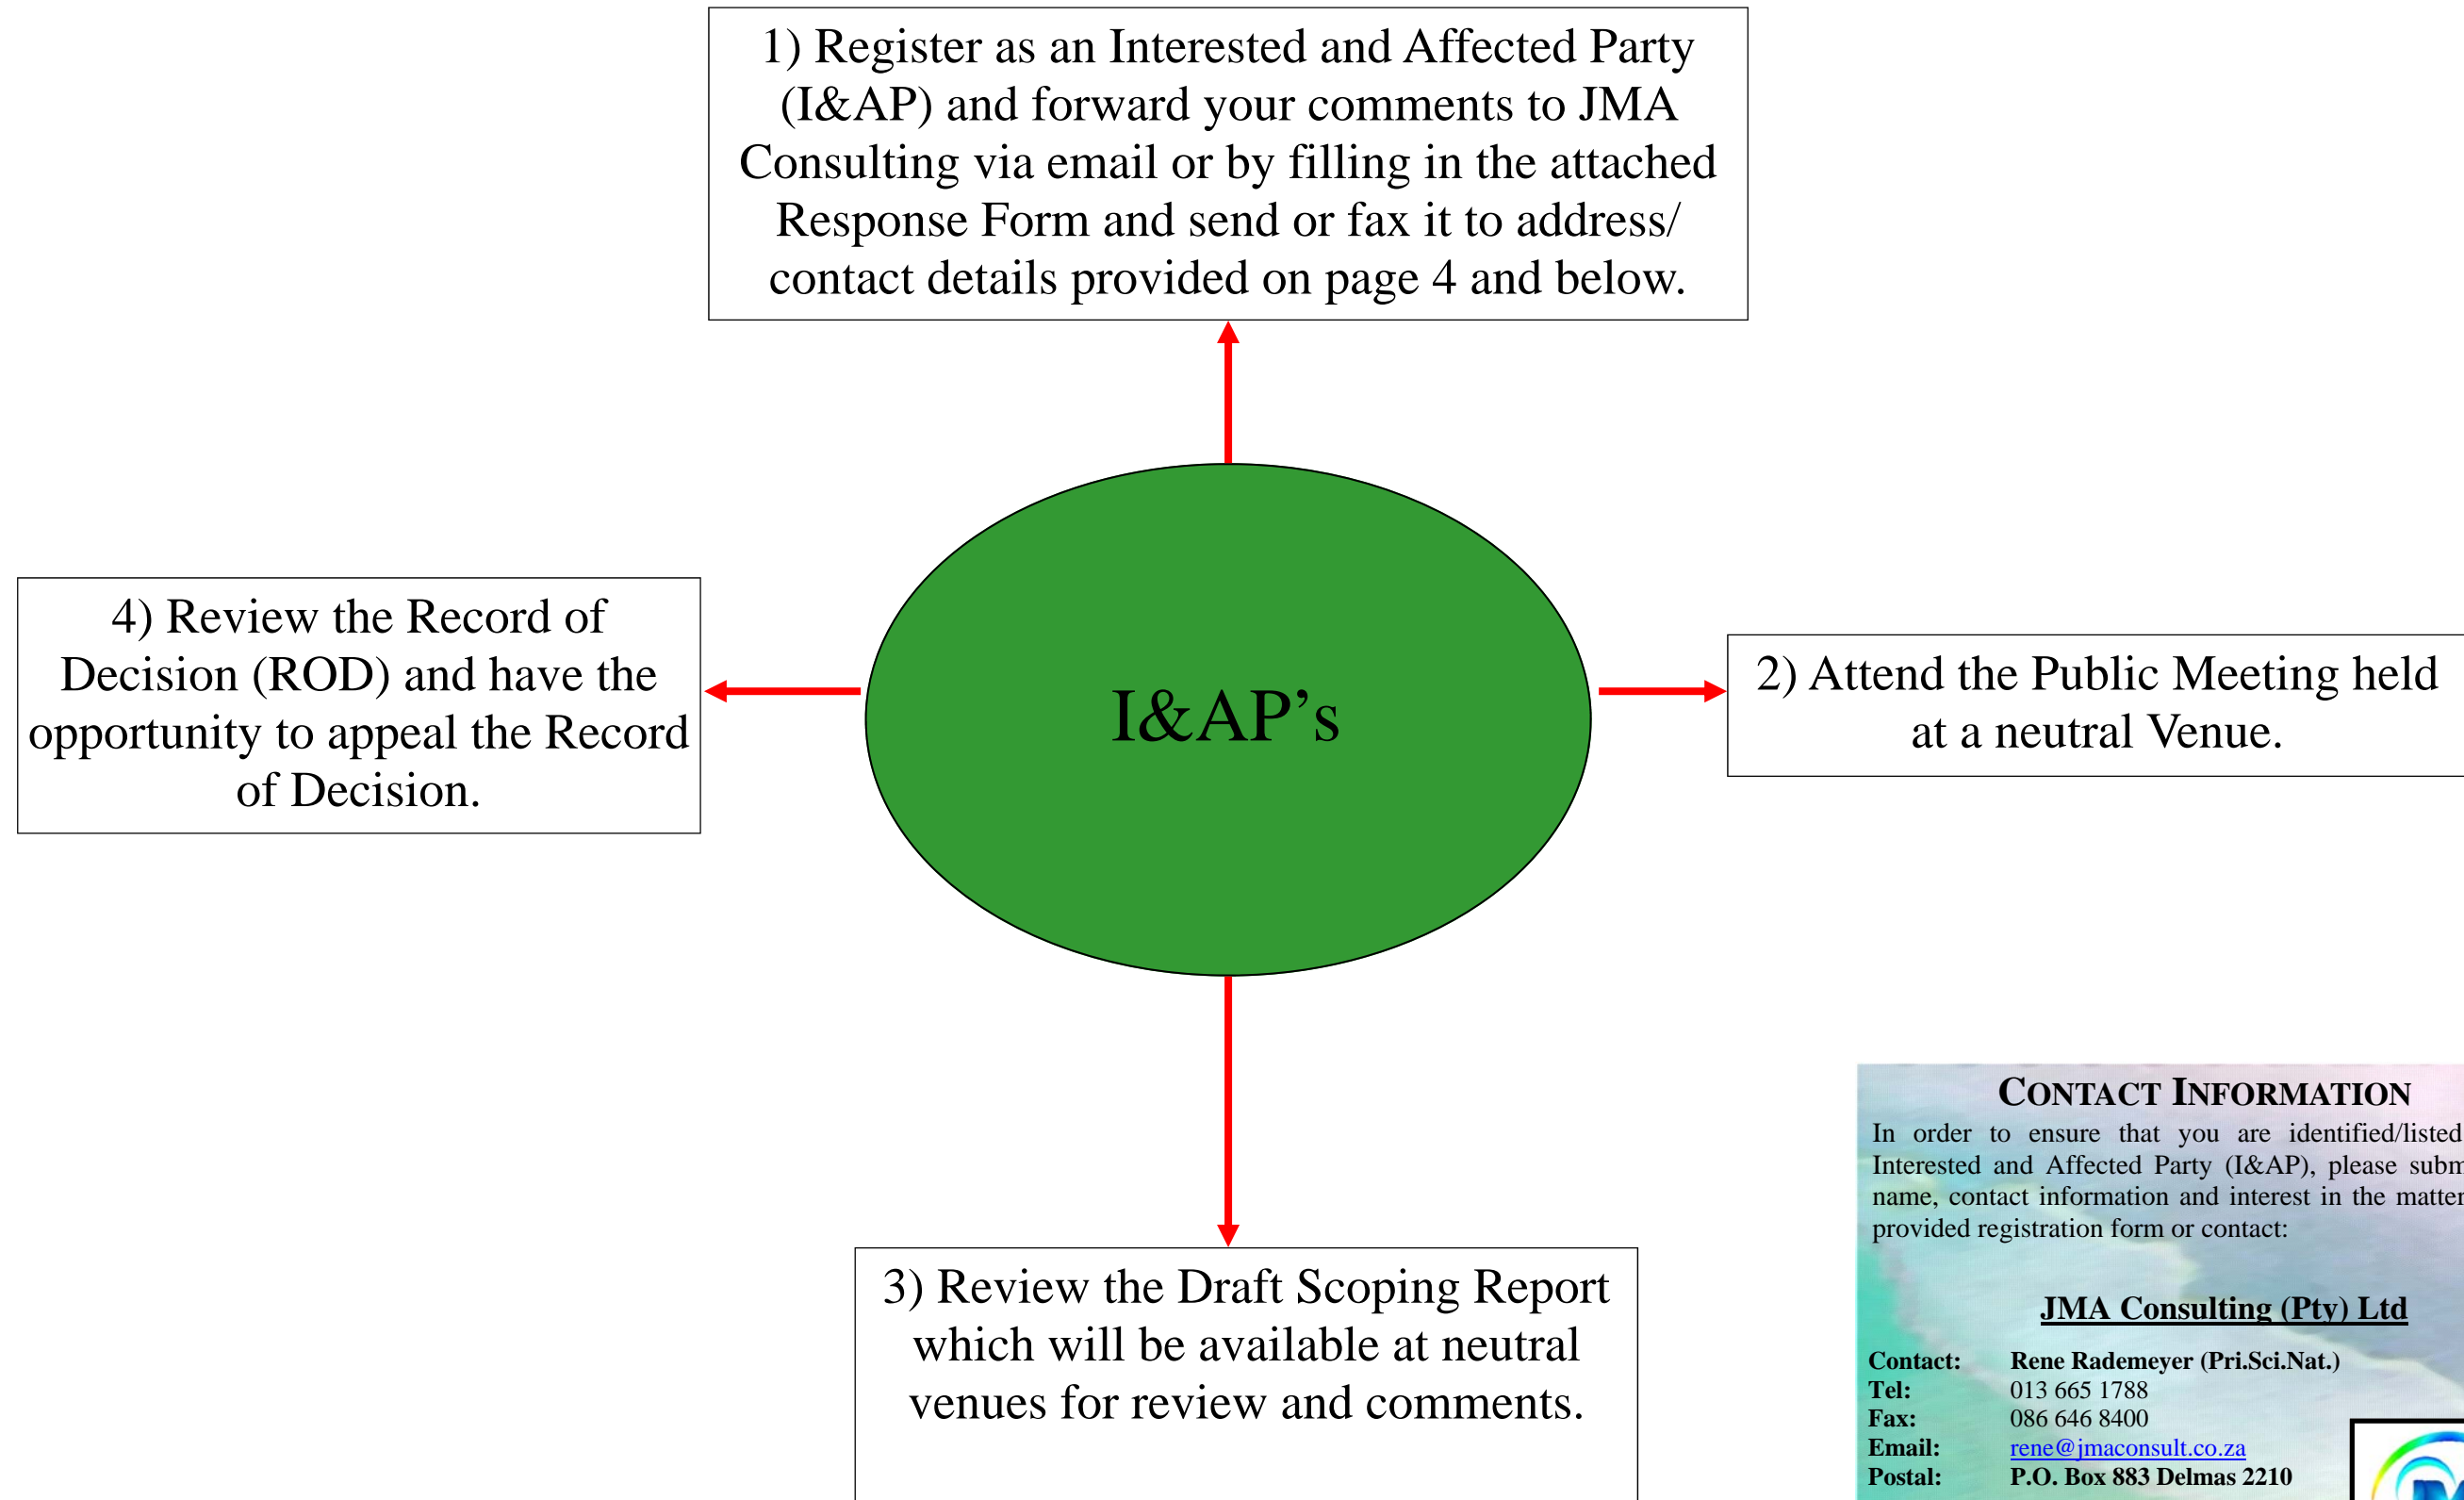 1) Register as an Interested and Affected Party
(I&AP) and forward your comments to JMA
Consulting via email or by filling in the attached
Response Form and send or fax it to address/
contact details provided on page 4 and below.
4) Review the Record of
Decision (ROD) and have the
opportunity to appeal the Record
of Decision.
I&AP’s
2) Attend the Public Meeting held
at a neutral Venue.
3) Review the Draft Scoping Report
which will be available at neutral
venues for review and comments.
CONTACT INFORMATION
In order to ensure that you are identified/listed
Interested and Affected Party (I&AP), please
name, contact information and interest in the matter
provided registration form or contact:
JMA Consulting (Pty) Ltd
Contact: Rene Rademeyer (Pri.Sci.Nat.)
Tel: 013 665 1788
Fax: 086 646 8400
Email: rene@jmaconsult.co.za
Postal: P.O. Box 883 Delmas 2210